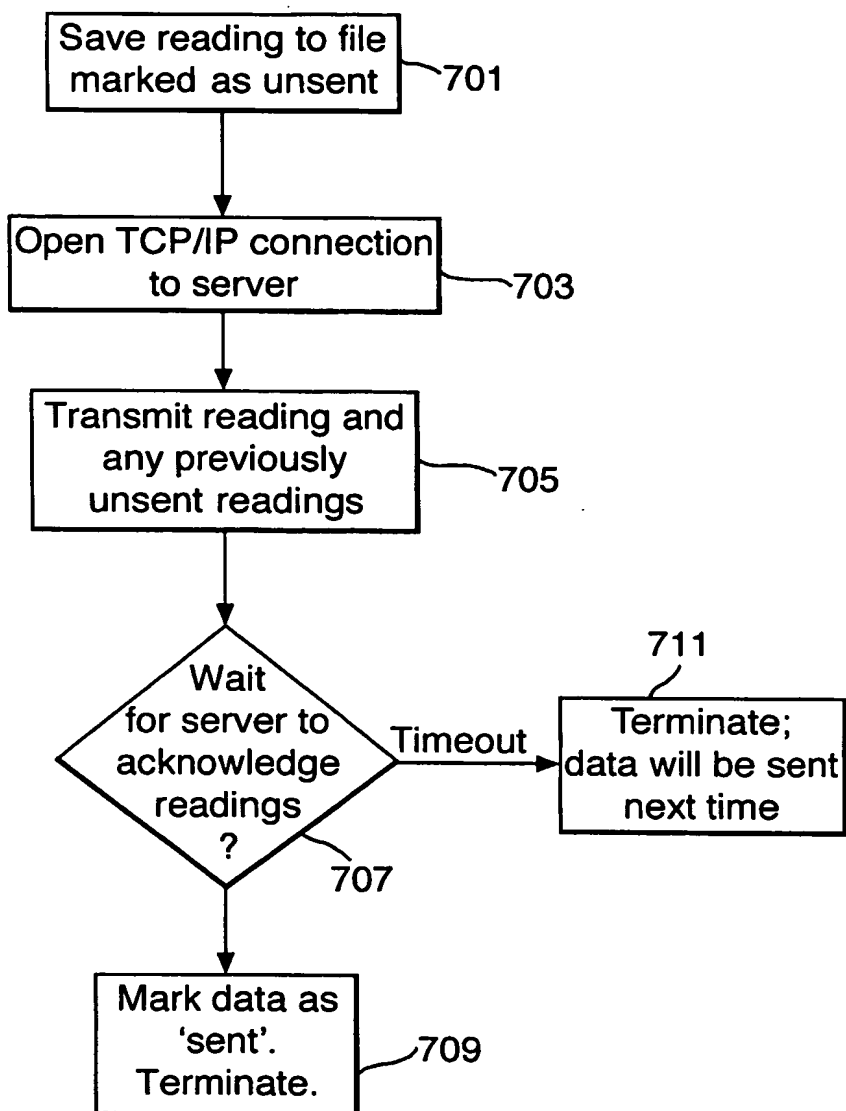 Save reading to file
marked as unsent
701
Open TCP/IP connection
to server
703
Transmit reading and
any previously
unsent readings
705
Wait
for server to
acknowledge
readings
?
707
Timeout
711
Terminate;
data will be sent
next time
Mark data as
‘sent’.
Terminate.
709